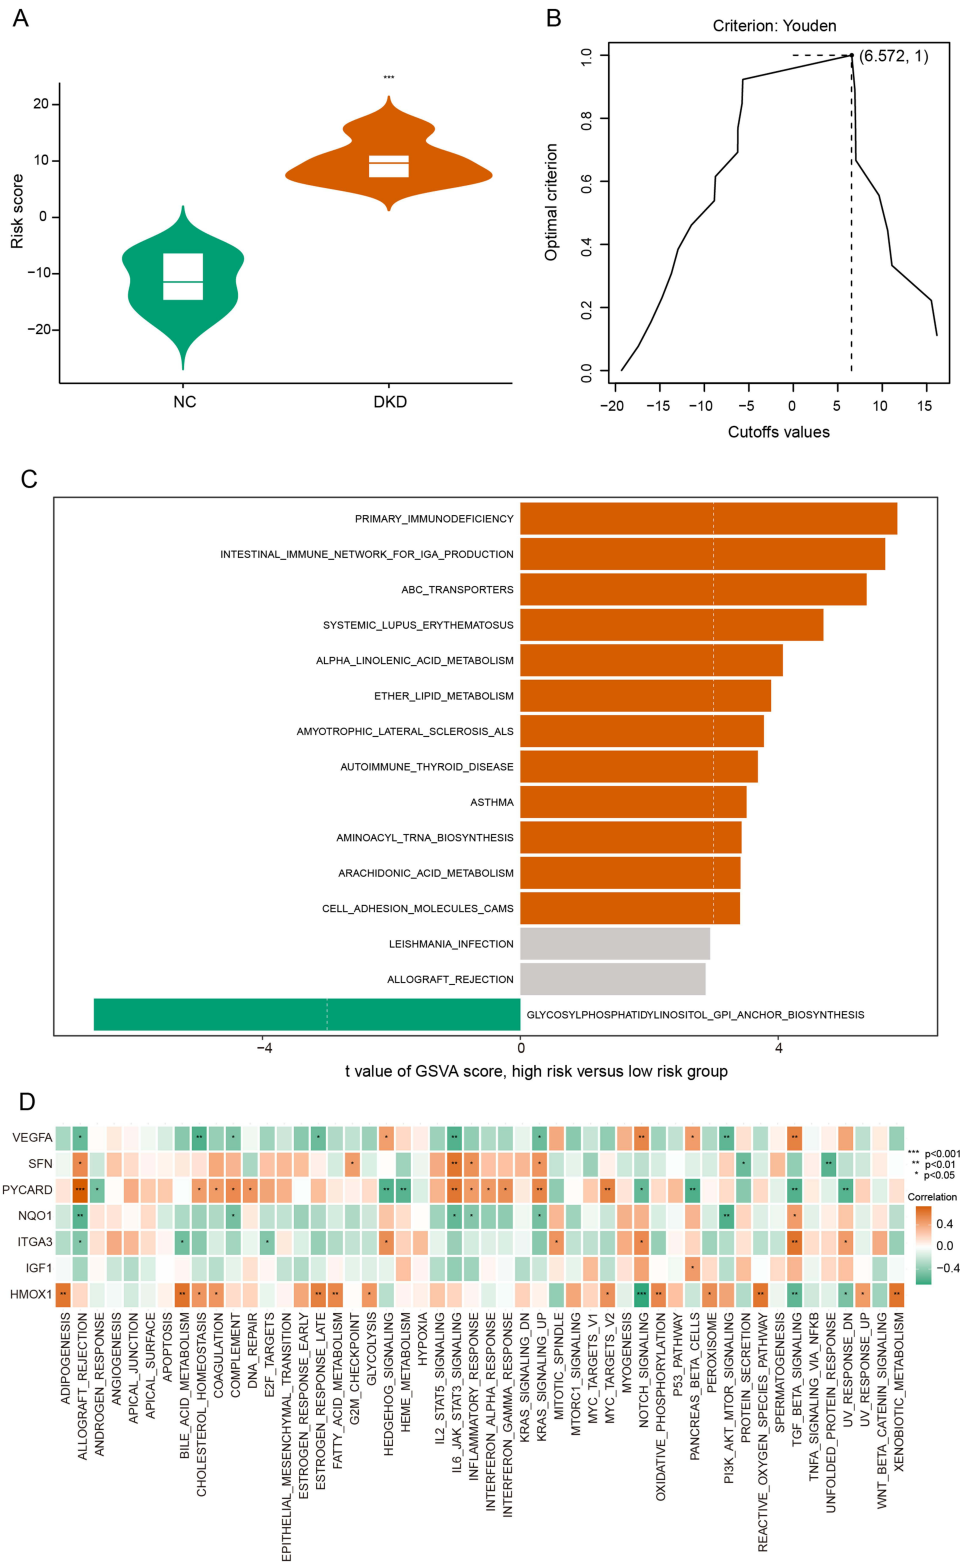 A
***
20
10
0
−10
−20
Risk score
NC
DKD
B
Criterion: Youden
(6.572, 1)
1.0
0.8
0.6
0.4
0.2
0.0
Optimal criterion
−20
−15
−10
−5
0
5
10
15
Cutoffs values
C
PRIMARY_IMMUNODEFICIENCY
INTESTINAL_IMMUNE_NETWORK_FOR_IGA_PRODUCTION
ABC_TRANSPORTERS
SYSTEMIC_LUPUS_ERYTHEMATOSUS
ALPHA_LINOLENIC_ACID_METABOLISM
ETHER_LIPID_METABOLISM
AMYOTROPHIC_LATERAL_SCLEROSIS_ALS
AUTOIMMUNE_THYROID_DISEASE
ASTHMA
AMINOACYL_TRNA_BIOSYNTHESIS
ARACHIDONIC_ACID_METABOLISM
CELL_ADHESION_MOLECULES_CAMS
LEISHMANIA_INFECTION
ALLOGRAFT_REJECTION
GLYCOSYLPHOSPHATIDYLINOSITOL_GPI_ANCHOR_BIOSYNTHESIS
−4
0
4
t value of GSVA score, high risk versus low risk group
D
VEGFA
SFN
PYCARD
NQO1
ITGA3
IGF1
HMOX1
*** p<0.001
** p<0.01
* p<0.05
Correlation
0.4
0.0
−0.4
ADIPOGENESIS
ALLOGRAFT_REJECTION
ANDROGEN_RESPONSE
ANGIOGENESIS
APICAL_JUNCTION
APICAL_SURFACE
APOPTOSIS
BILE_ACID_METABOLISM
CHOLESTEROL_HOMEOSTASIS
COAGULATION
COMPLEMENT
DNA_REPAIR
E2F_TARGETS
EPITHELIAL_MESENCHYMAL_TRANSITION
ESTROGEN_RESPONSE_EARLY
ESTROGEN_RESPONSE_LATE
FATTY_ACID_METABOLISM
G2M_CHECKPOINT
GLYCOLYSIS
HEDGEHOG_SIGNALING
HEME_METABOLISM
HYPOXIA
IL2_STAT5_SIGNALING
IL6_JAK_STAT3_SIGNALING
INFLAMMATORY_RESPONSE
INTERFERON_ALPHA_RESPONSE
INTERFERON_GAMMA_RESPONSE
KRAS_SIGNALING_DN
KRAS_SIGNALING_UP
MITOTIC_SPINDLE
MTORC1_SIGNALING
MYC_TARGETS_V1
MYC_TARGETS_V2
MYOGENESIS
NOTCH_SIGNALING
OXIDATIVE_PHOSPHORYLATION
P53_PATHWAY
PANCREAS_BETA_CELLS
PEROXISOME
PI3K_AKT_MTOR_SIGNALING
PROTEIN_SECRETION
REACTIVE_OXYGEN_SPECIES_PATHWAY
SPERMATOGENESIS
TGF_BETA_SIGNALING
TNFA_SIGNALING_VIA_NFKB
UNFOLDED_PROTEIN_RESPONSE
UV_RESPONSE_DN
UV_RESPONSE_UP
WNT_BETA_CATENIN_SIGNALING
XENOBIOTIC_METABOLISM